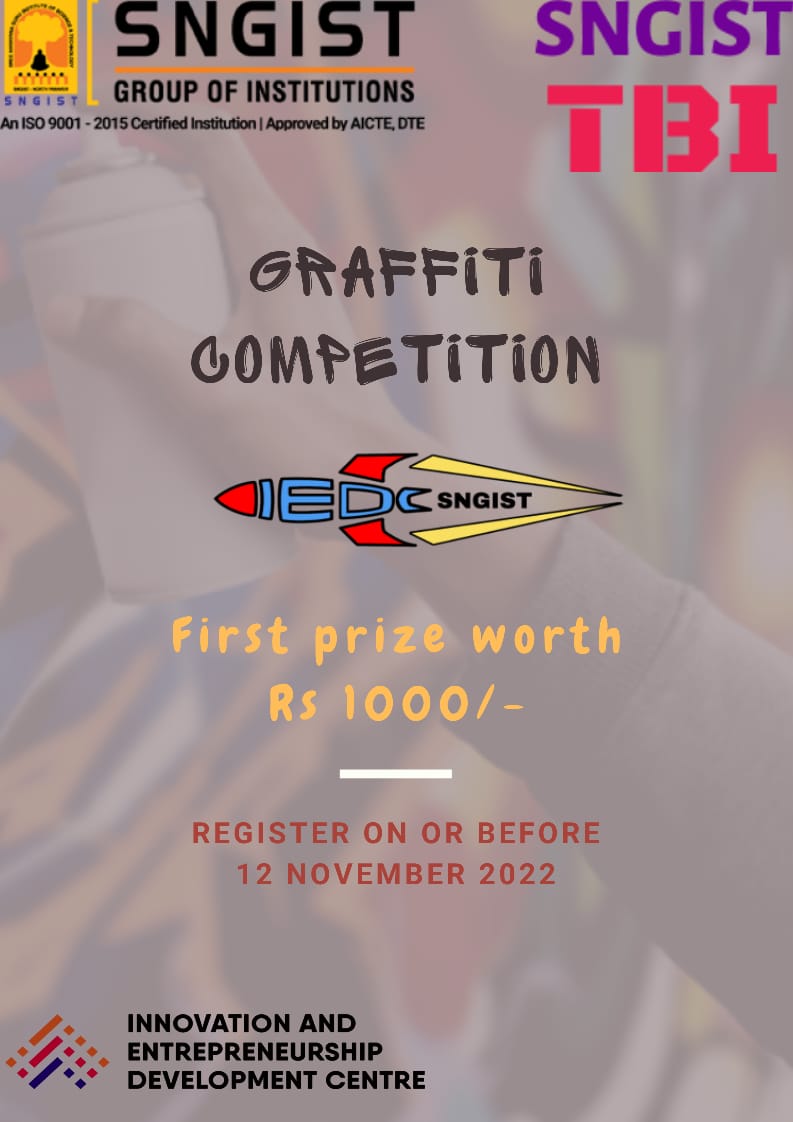 SNGIST
GROUP OF INSTITUTIONS
SNGIST
An ISO 9001 - 2015 Certified Institution | Approved by AICTE, DTE
SNGIST
TBI
GRAFFITI
COMPETITION
IEDC SNGIST
First prize worth
Rs 1000/-
REGISTER ON OR BEFORE
12 NOVEMBER 2022
INNOVATION AND
ENTREPRENEURSHIP
DEVELOPMENT CENTRE